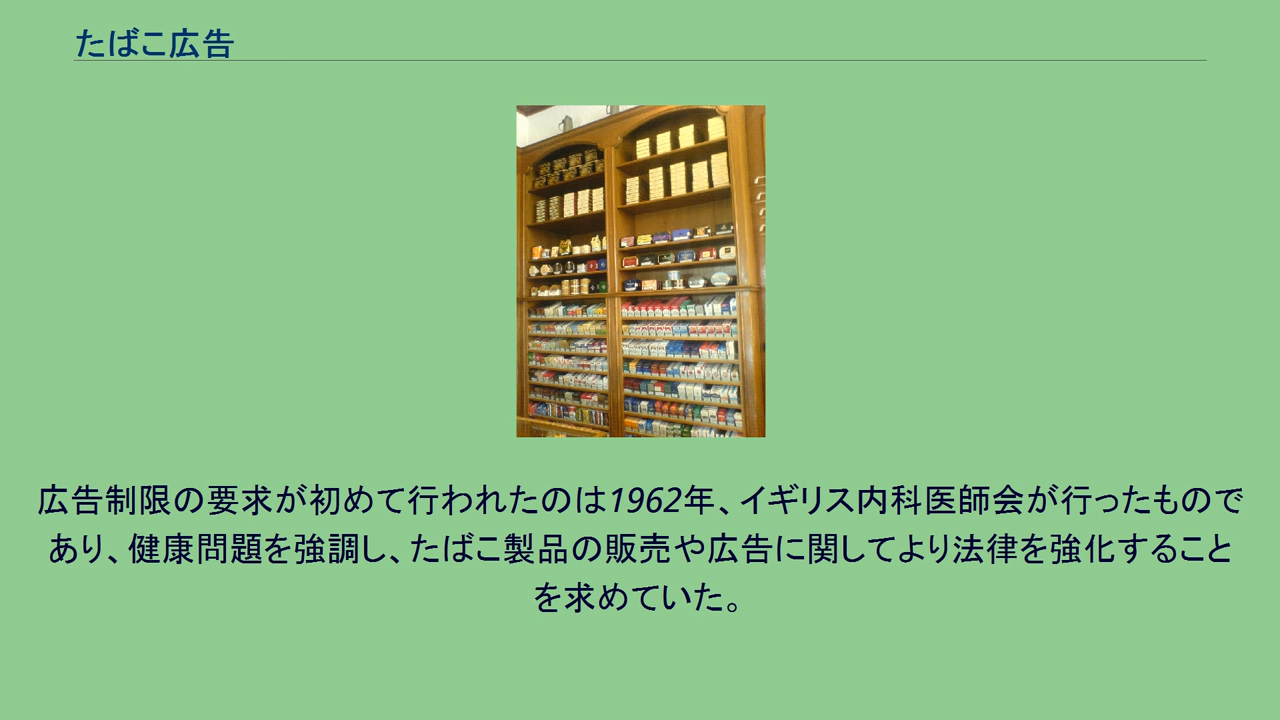 たばこ広告
広告制限の要求が初めて行われたのは1962年、イギリス内科医師会が行ったもので
あり、健康問題を強調し、たばこ製品の販売や広告に関してより法律を強化すること
を求めていた。